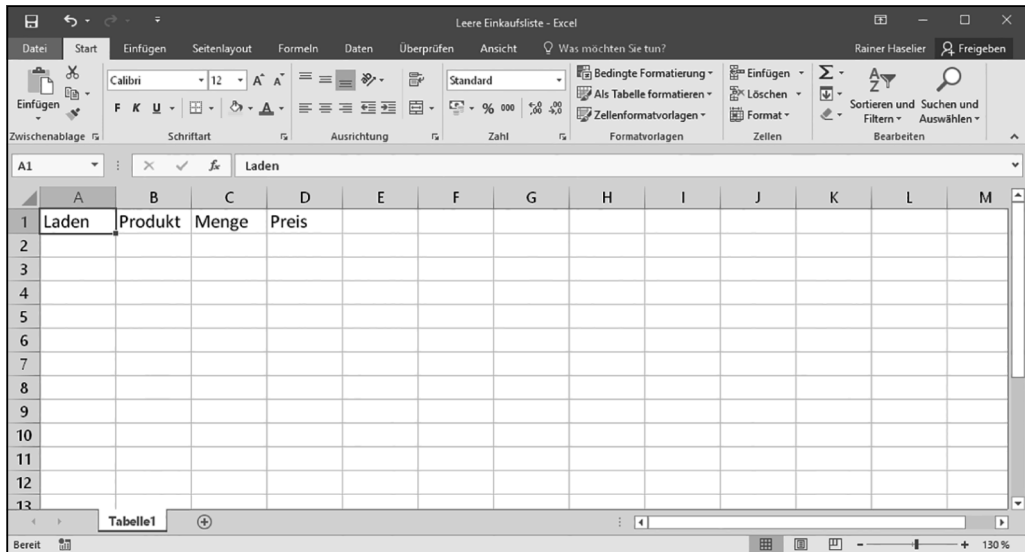 Leere Einkaufsliste - Excel
Datei Start Einfügen Seitenlayout Formeln Daten Überprüfen Ansicht Was möchten Sie tun? Rainer Haselier Freigeben
Einfügen
Zwischenablage
Calibri 12 A A
F K U A
Schriftart
Ausrichtung
Standard
% 000 ,00 ,00
Zahl
Bedingte Formatierung
Als Tabelle formatieren
Zellenformatvorlagen
Formatvorlagen
Einfügen
Löschen
Format
Zellen
Σ
A Z
Sortieren und Filtern
Suchen und Auswählen
Bearbeiten
A1 fx Laden
A B C D E F G H I J K L M
1 Laden Produkt Menge Preis
2
3
4
5
6
7
8
9
10
11
12
13
Tabelle1
Bereit 130 %